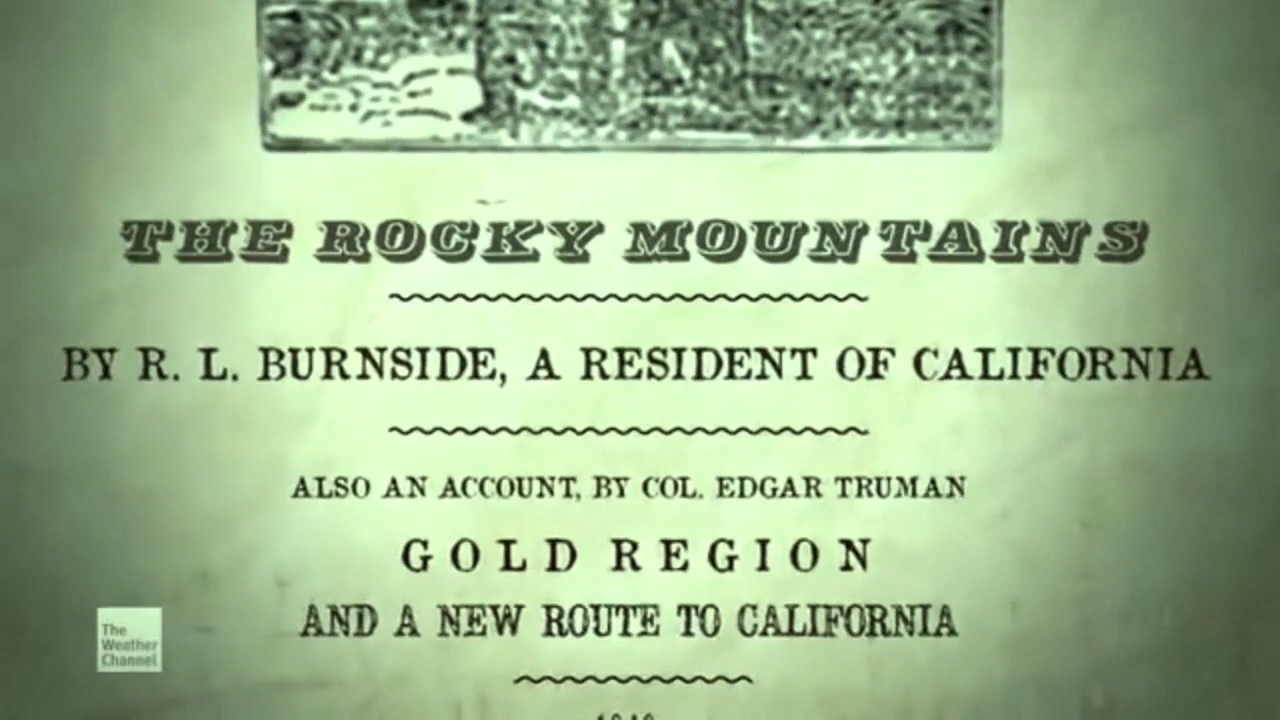 THE ROCKY MOUNTAINS
BY R. L. BURNSIDE, A RESIDENT OF CALIFORNIA
ALSO AN ACCOUNT, BY COL. EDGAR TRUMAN
GOLD REGION
AND A NEW ROUTE TO CALIFORNIA
The
Weather
Channel